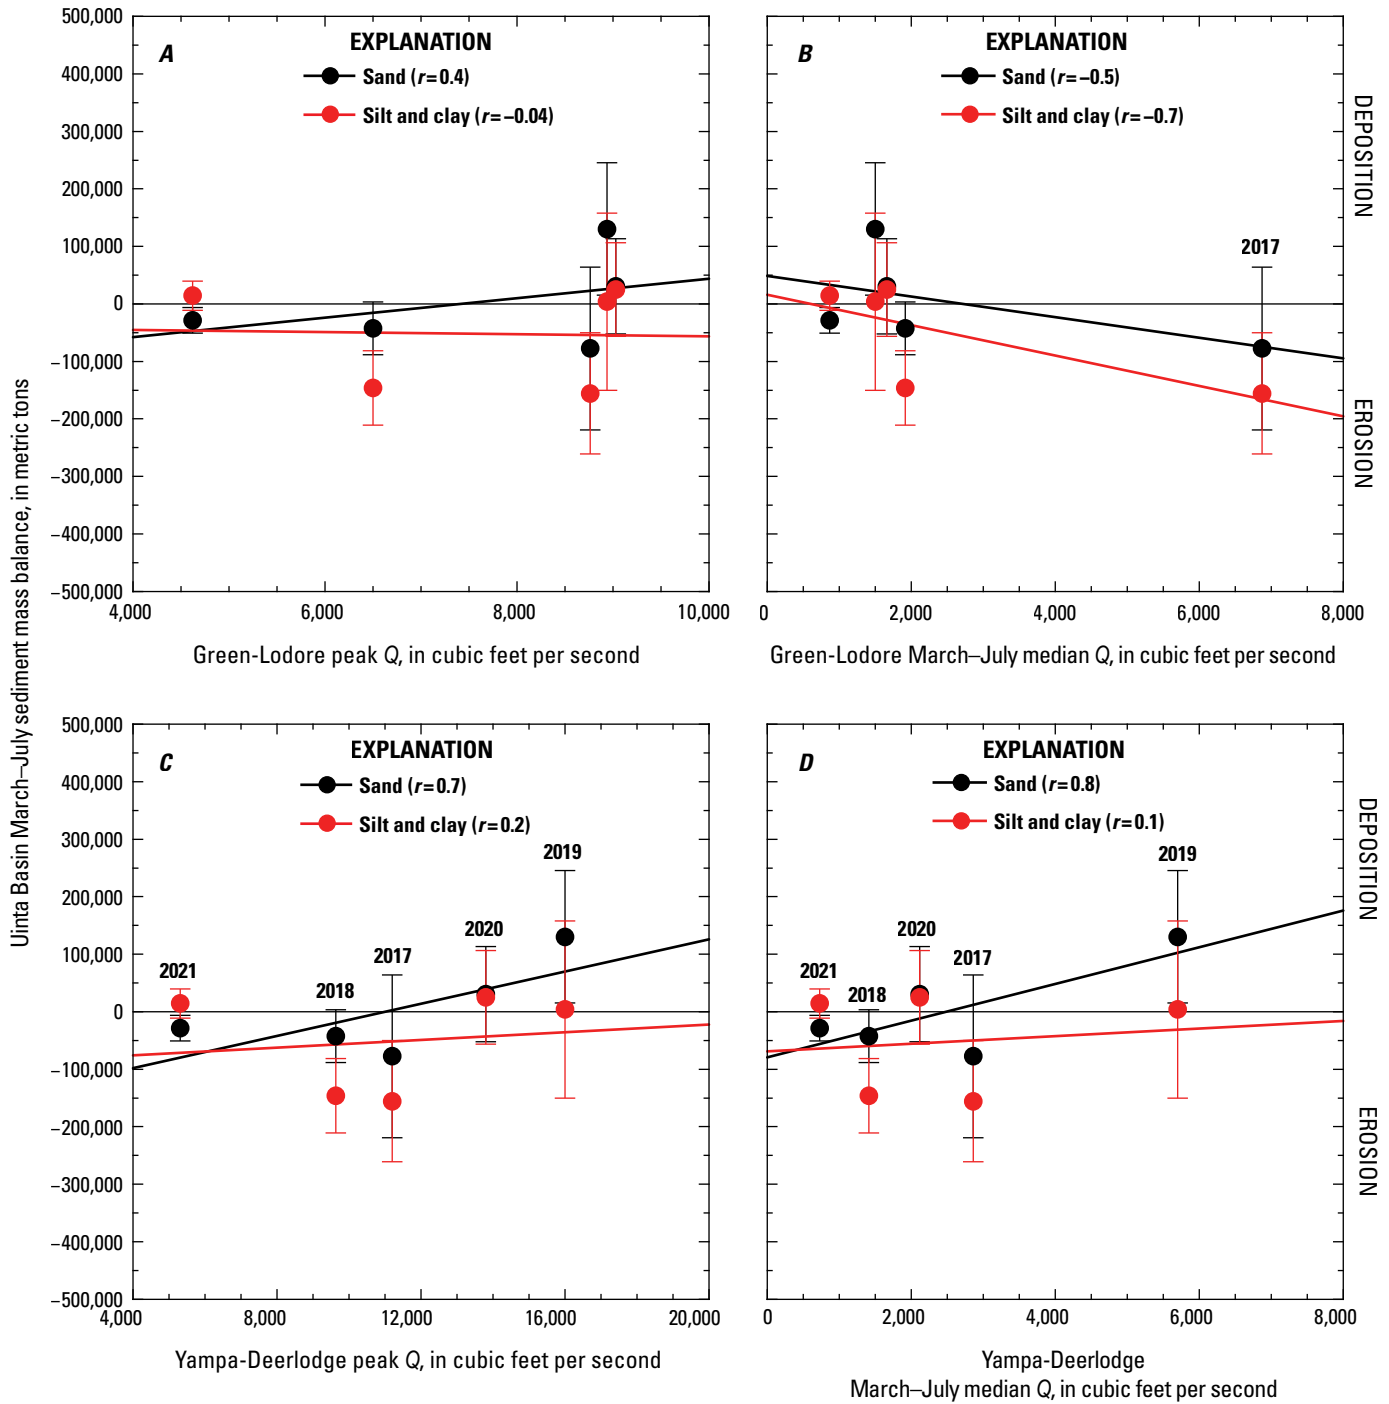 Uinta Basin March–July sediment mass balance, in metric tons
A
EXPLANATION
Sand (r=0.4)
Silt and clay (r=−0.04)
500,000
400,000
300,000
200,000
100,000
0
−100,000
−200,000
−300,000
−400,000
−500,000
4,000 6,000 8,000 10,000
Green-Lodore peak Q, in cubic feet per second
B
EXPLANATION
Sand (r=−0.5)
Silt and clay (r=−0.7)
2017
DEPOSITION
EROSION
0 2,000 4,000 6,000 8,000
Green-Lodore March–July median Q, in cubic feet per second
C
EXPLANATION
Sand (r=0.7)
Silt and clay (r=0.2)
500,000
400,000
300,000
200,000
100,000
0
−100,000
−200,000
−300,000
−400,000
−500,000
2021
2018
2017
2020
2019
4,000 8,000 12,000 16,000 20,000
Yampa-Deerlodge peak Q, in cubic feet per second
D
EXPLANATION
Sand (r=0.8)
Silt and clay (r=0.1)
2021
2018
2020
2017
2019
DEPOSITION
EROSION
0 2,000 4,000 6,000 8,000
Yampa-Deerlodge
March–July median Q, in cubic feet per second